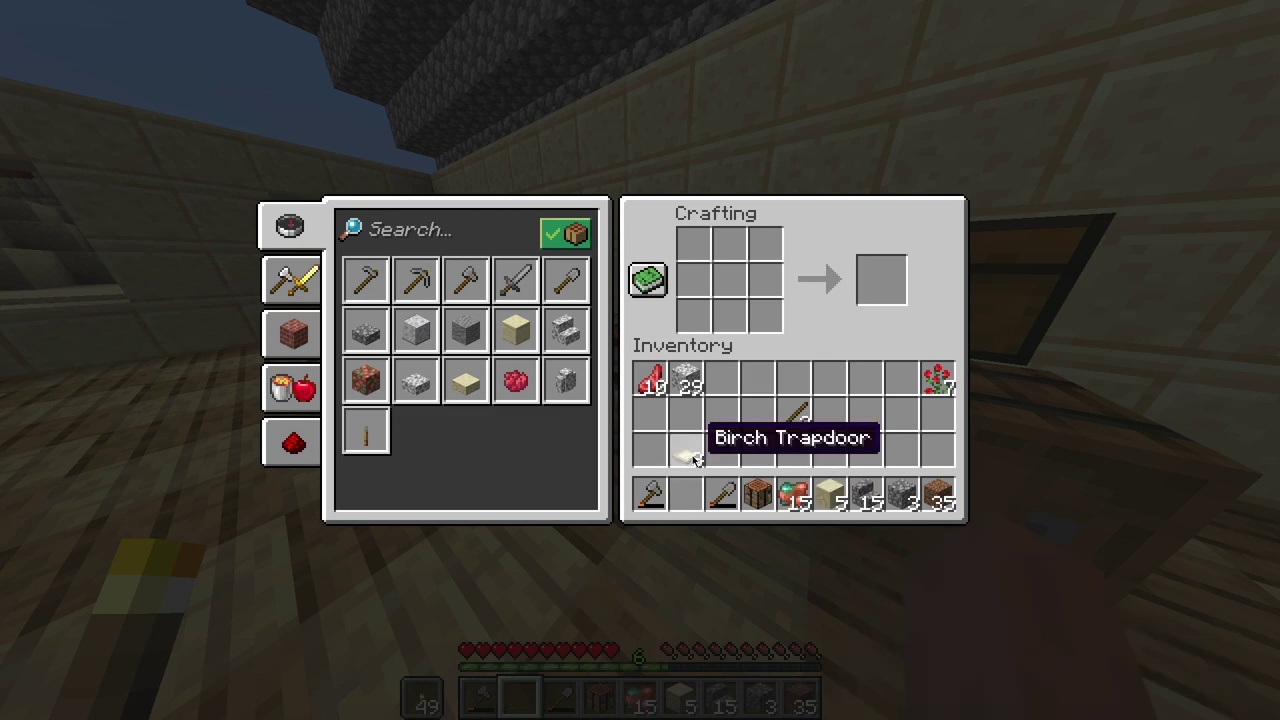 Crafting
Search...
Inventory
10 29 7
Birch Trapdoor
15 5 15 3 35
49 15 5 15 3 35